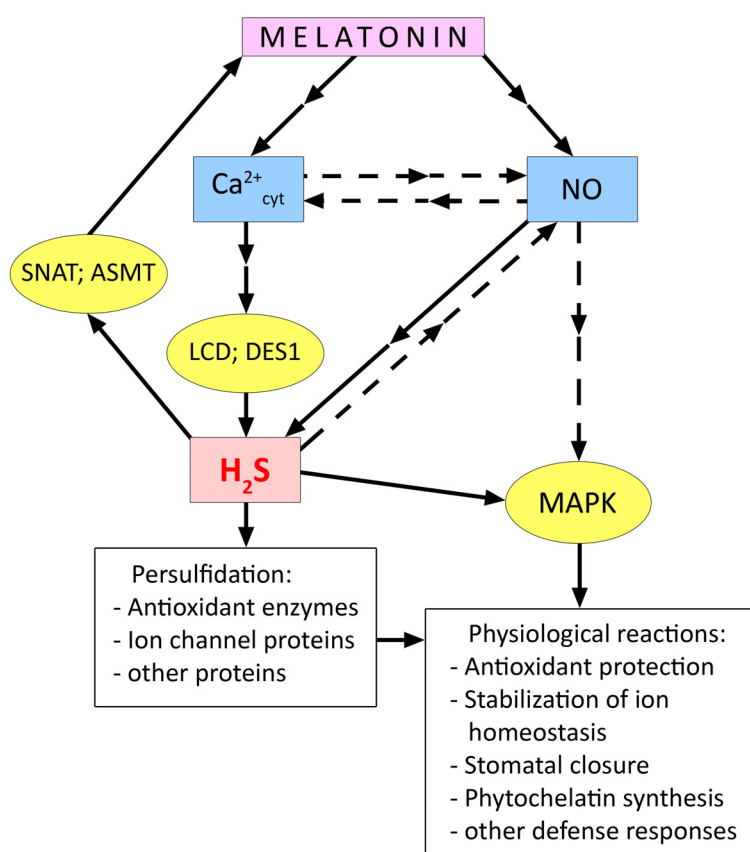 MELATONIN
Ca²⁺cyt
NO
SNAT; ASMT
LCD; DES1
H₂S
MAPK
Persulfidation:
- Antioxidant enzymes
- Ion channel proteins
- other proteins
Physiological reactions:
- Antioxidant protection
- Stabilization of ion
homeostasis
- Stomatal closure
- Phytochelatin synthesis
- other defense responses